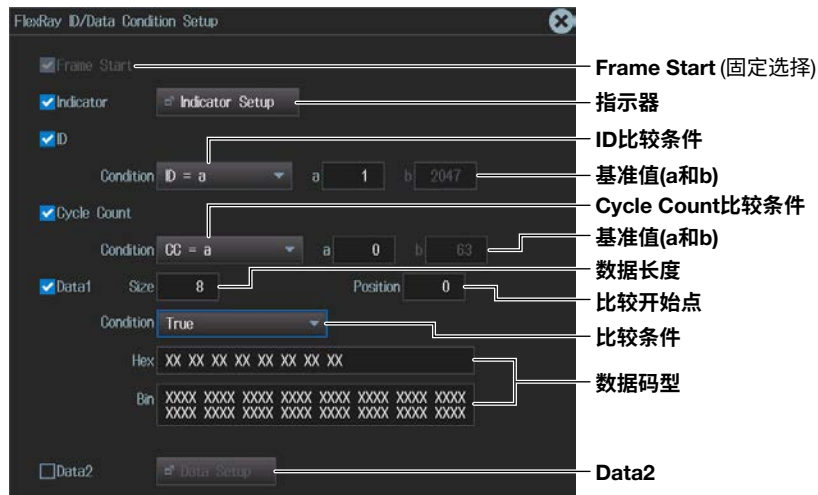 FlexRay ID/Data Condition Setup
Frame Start
Frame Start (固定选择)
Indicator
Indicator Setup
指示器
ID
ID比较条件
Condition ID = a a 1 b 2047
基准值(a和b)
Cycle Count
Cycle Count比较条件
Condition CC = a a 0 b 63
基准值(a和b)
数据长度
Data1 Size 8 Position 0
比较开始点
Condition True
比较条件
Hex XX XX XX XX XX XX XX XX
数据码型
Bin XXXX XXXX XXXX XXXX XXXX XXXX XXXX XXXX
XXXX XXXX XXXX XXXX XXXX XXXX XXXX XXXX
Data2 Data Setup
Data2